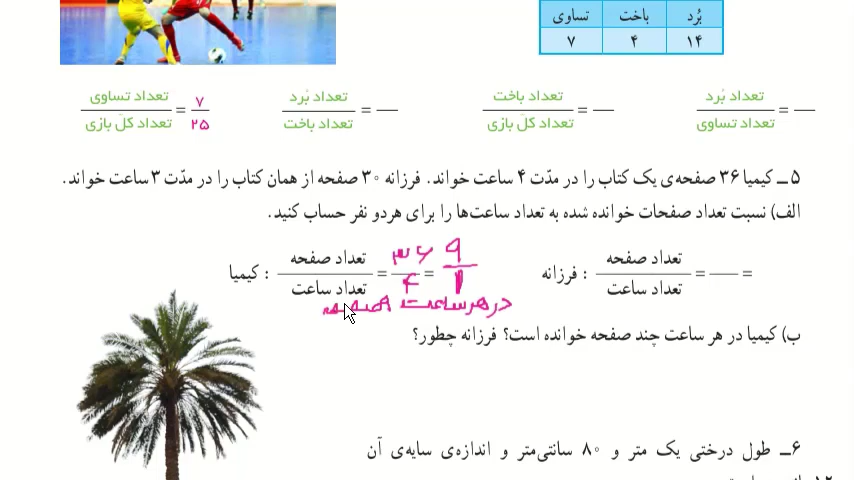 بُرد باخت تساوی
۱۴ ۴ ۷
تعداد بُرد / تعداد تساوی = —
تعداد باخت / تعداد کلّ بازی = —
تعداد بُرد / تعداد باخت = —
تعداد تساوی / تعداد کلّ بازی = ۷ / ۲۵
۵ــ کیمیا ۳۶ صفحه‌ی یک کتاب را در مدّت ۴ ساعت خواند. فرزانه ۳۰ صفحه از همان کتاب را در مدّت ۳ ساعت خواند.
الف) نسبت تعداد صفحات خوانده شده به تعداد ساعت‌ها را برای هردو نفر حساب کنید.
فرزانه : تعداد صفحه / تعداد ساعت = — =
کیمیا : تعداد صفحه / تعداد ساعت = ۳۶ / ۴ = ۹ / ۱
در هر ساعت ۹ صفحه
ب) کیمیا در هر ساعت چند صفحه خوانده است؟ فرزانه چطور؟
۶ــ طول درختی یک متر و ۸۰ سانتی‌متر و اندازه‌ی سایه‌ی آن